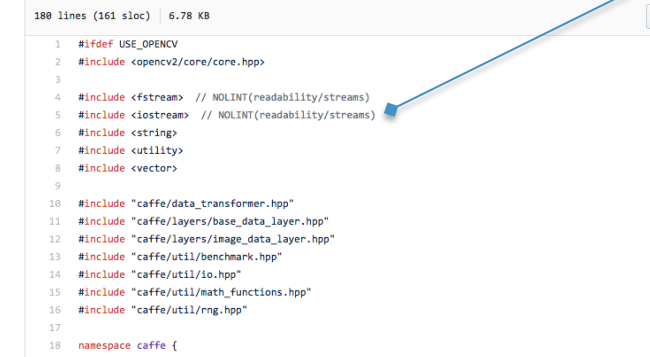 180 lines (161 sloc) 6.78 KB
1 #ifdef USE_OPENCV
2 #include <opencv2/core/core.hpp>
3
4 #include <fstream>  // NOLINT(readability/streams)
5 #include <iostream>  // NOLINT(readability/streams)
6 #include <string>
7 #include <utility>
8 #include <vector>
9
10 #include "caffe/data_transformer.hpp"
11 #include "caffe/layers/base_data_layer.hpp"
12 #include "caffe/layers/image_data_layer.hpp"
13 #include "caffe/util/benchmark.hpp"
14 #include "caffe/util/io.hpp"
15 #include "caffe/util/math_functions.hpp"
16 #include "caffe/util/rng.hpp"
17
18 namespace caffe {